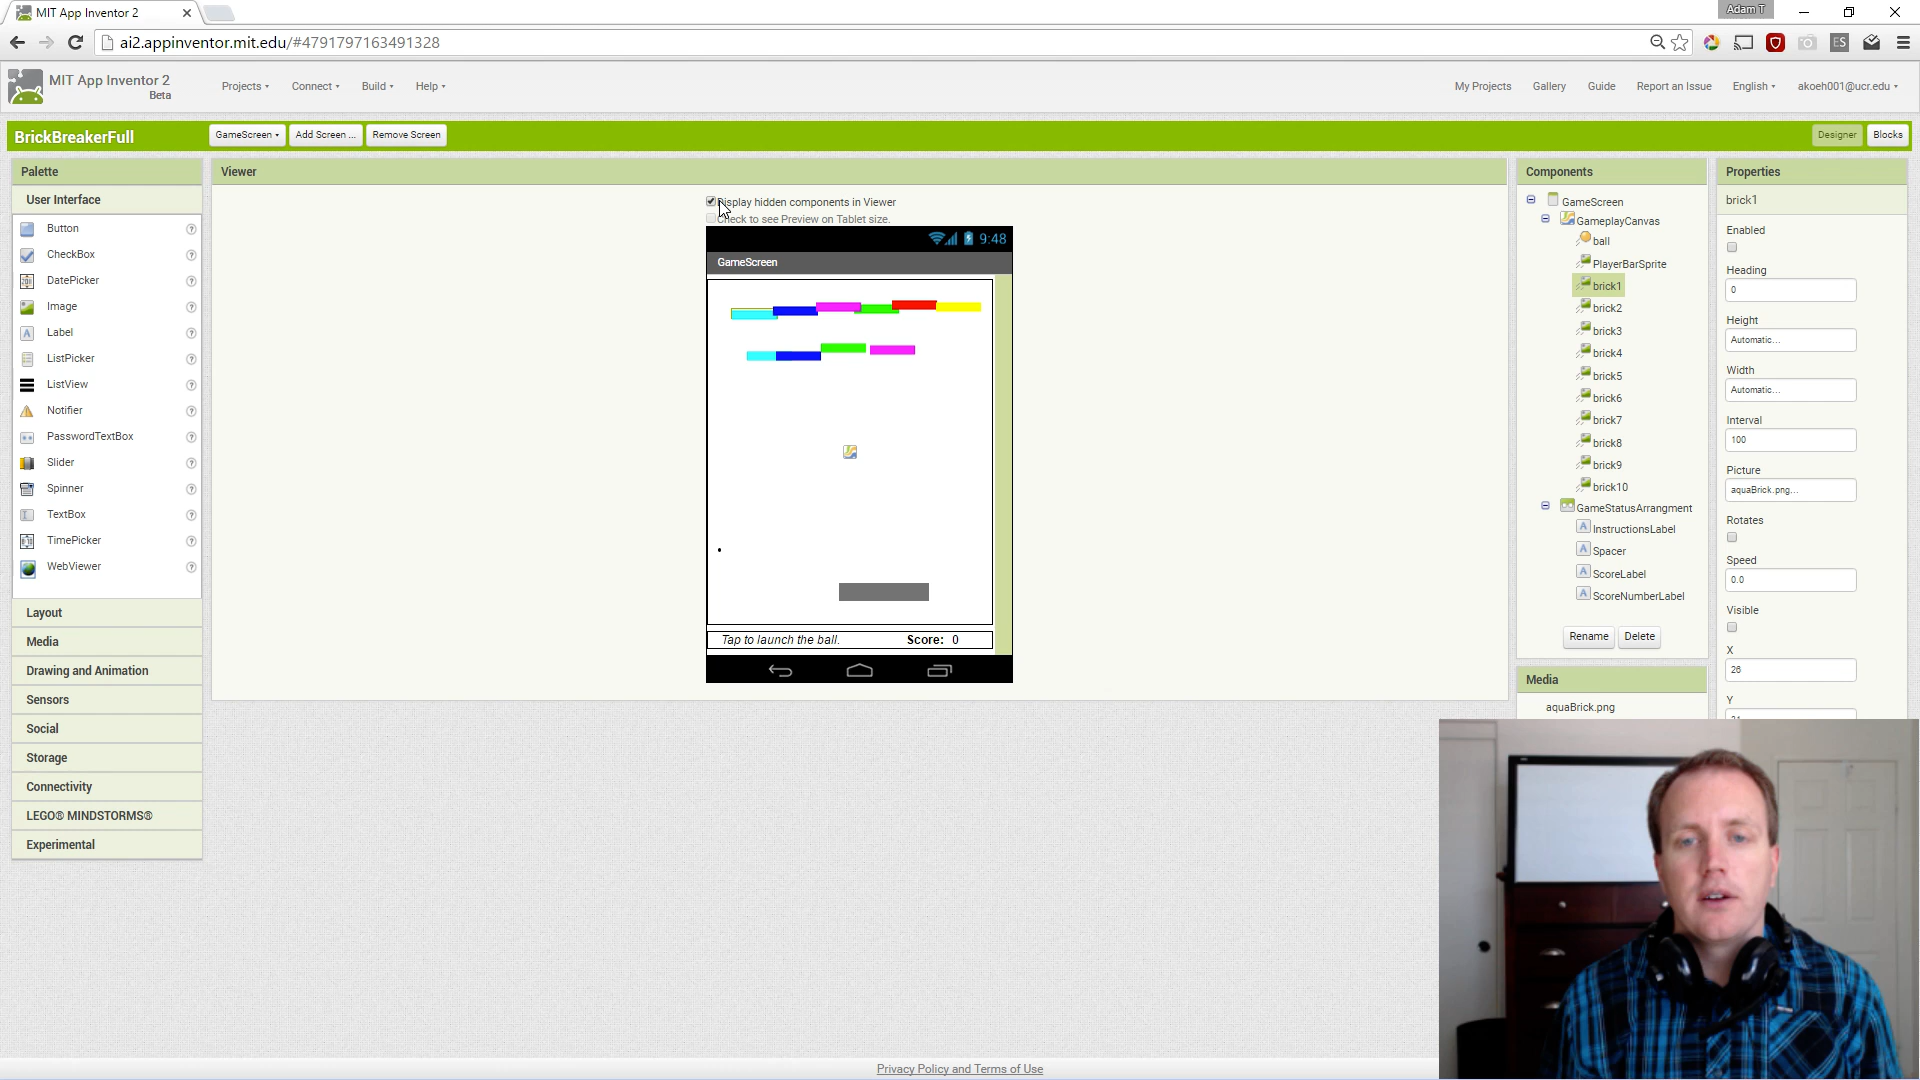 MIT App Inventor 2
Adam T
ai2.appinventor.mit.edu/#4791797163491328
ES
MIT App Inventor 2
Beta
Projects
Connect
Build
Help
My Projects
Gallery
Guide
Report an Issue
English
akoeh001@ucr.edu
BrickBreakerFull
GameScreen
Add Screen ...
Remove Screen
Designer
Blocks
Palette
User Interface
Button
CheckBox
DatePicker
Image
Label
ListPicker
ListView
Notifier
PasswordTextBox
Slider
Spinner
TextBox
TimePicker
WebViewer
Layout
Media
Drawing and Animation
Sensors
Social
Storage
Connectivity
LEGO® MINDSTORMS®
Experimental
Viewer
Display hidden components in Viewer
Check to see Preview on Tablet size.
9:48
GameScreen
Tap to launch the ball.
Score: 0
Components
GameScreen
GameplayCanvas
ball
PlayerBarSprite
brick1
brick2
brick3
brick4
brick5
brick6
brick7
brick8
brick9
brick10
GameStatusArrangment
InstructionsLabel
Spacer
ScoreLabel
ScoreNumberLabel
Rename
Delete
Media
aquaBrick.png
Properties
brick1
Enabled
Heading
0
Height
Automatic...
Width
Automatic...
Interval
100
Picture
aquaBrick.png...
Rotates
Speed
0.0
Visible
X
26
Y
Privacy Policy and Terms of Use